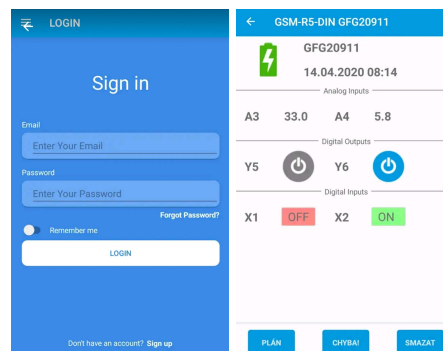 LOGIN
Sign in
Email
Enter Your Email
Password
Enter Your Password
Forgot Password?
Remember me
LOGIN
Don't have an account? Sign up
GSM-R5-DIN GFG20911
GFG20911
14.04.2020 08:14
Analog Inputs
A3 33.0 A4 5.8
Digital Outputs
Y5 Y6
Digital Inputs
X1 OFF X2 ON
PLÁN CHYBA! SMAZAT